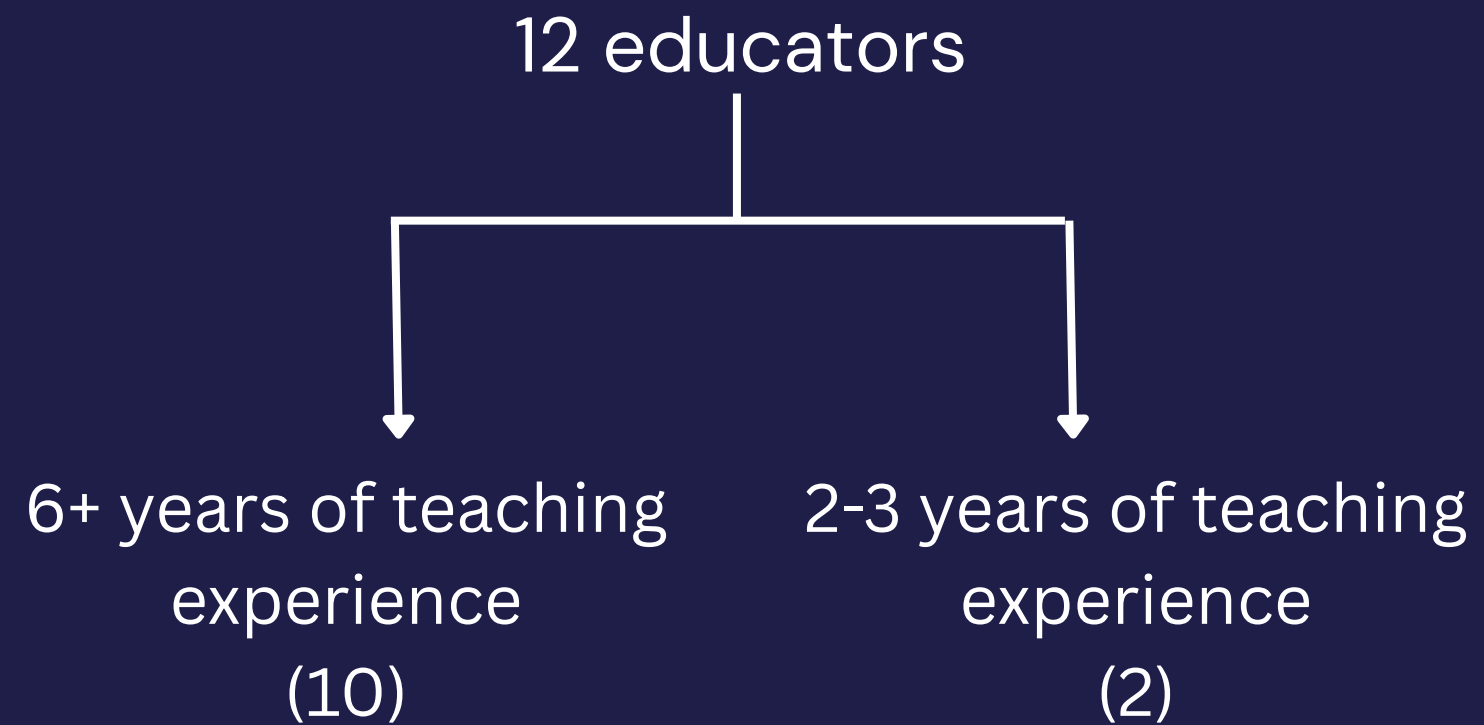 12 educators
6+ years of teaching
experience
(10)
2-3 years of teaching
experience
(2)